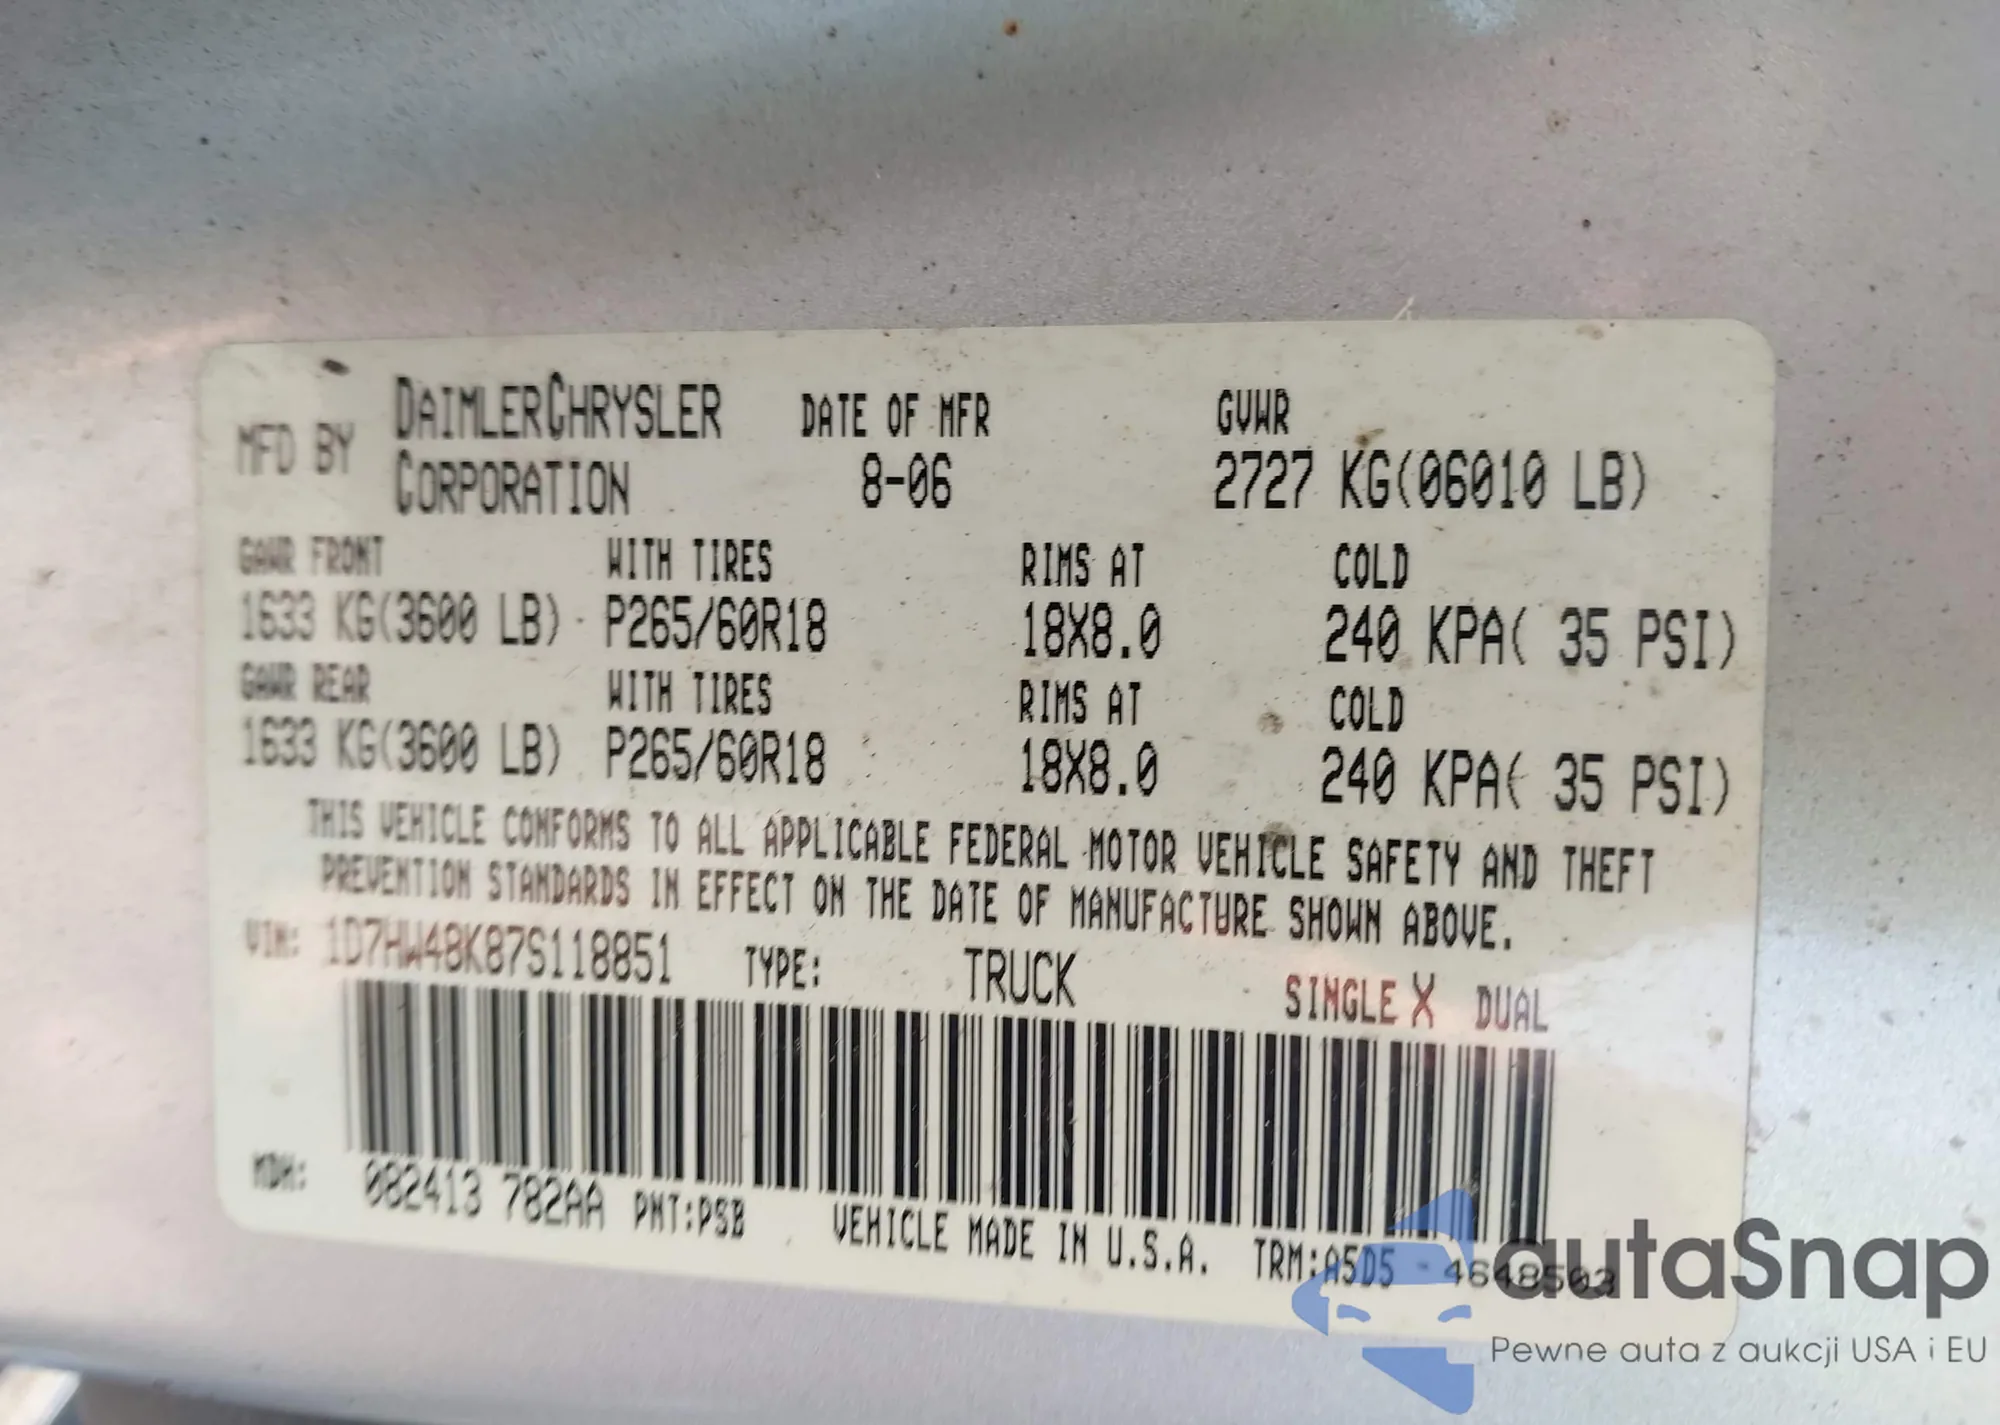 MFD BY DAIMLERCHRYSLER CORPORATION DATE OF MFR 8-06 GVWR 2727 KG(06010 LB)
GAWR FRONT WITH TIRES RIMS AT COLD
1633 KG(3600 LB) P265/60R18 18X8.0 240 KPA( 35 PSI)
GAWR REAR WITH TIRES RIMS AT COLD
1633 KG(3600 LB) P265/60R18 18X8.0 240 KPA( 35 PSI)
THIS VEHICLE CONFORMS TO ALL APPLICABLE FEDERAL MOTOR VEHICLE SAFETY AND THEFT
PREVENTION STANDARDS IN EFFECT ON THE DATE OF MANUFACTURE SHOWN ABOVE.
VIN: 1D7HW48K87S118851 TYPE: TRUCK SINGLE X DUAL
MDH: 082413 782AA PNT:PSB VEHICLE MADE IN U.S.A. TRM:A5D5 4648503
autaSnap
Pewne auta z aukcji USA i EU